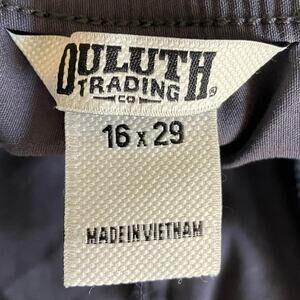 DULUTH
TRADING
CO
®
16 x 29
MADE IN VIETNAM